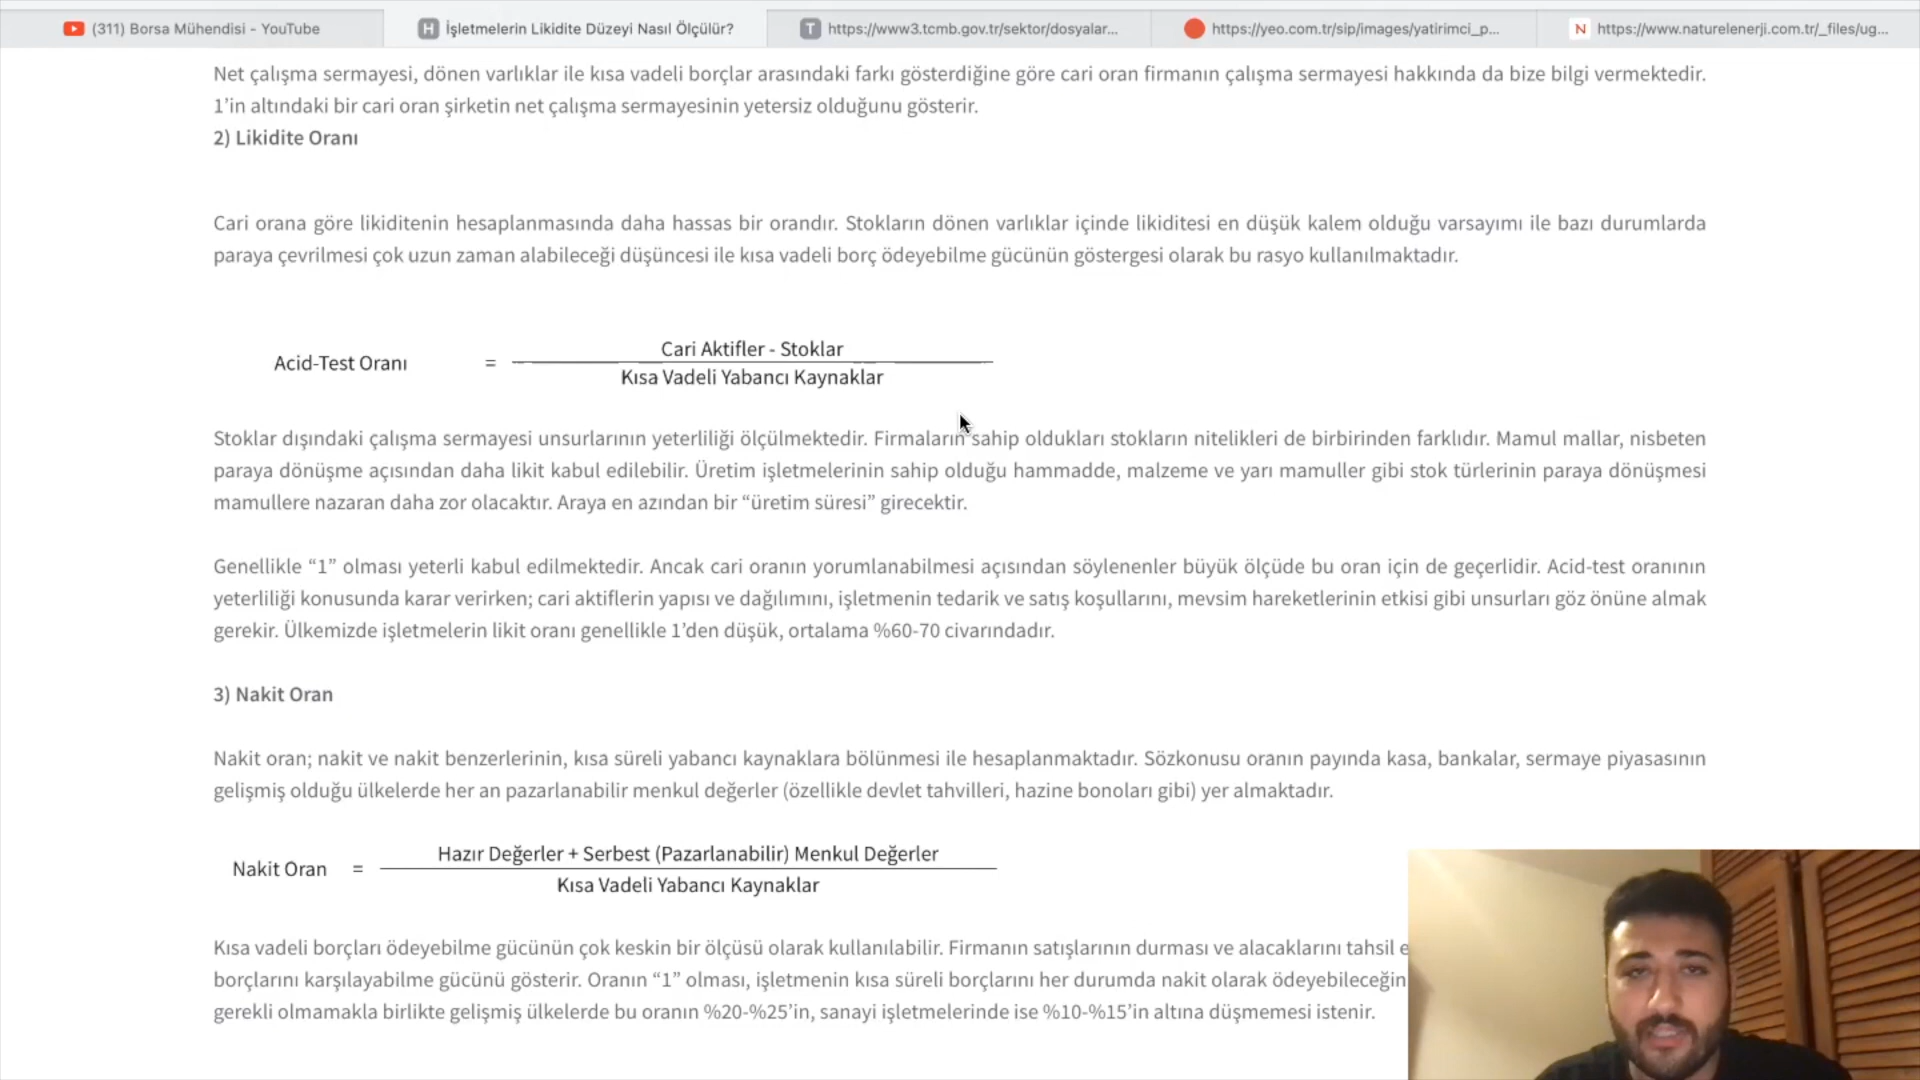 (311) Borsa Mühendisi - YouTube
İşletmelerin Likidite Düzeyi Nasıl Ölçülür?
https://www3.tcmb.gov.tr/sektor/dosyalar...
https://yeo.com.tr/sip/images/yatirimci_p...
https://www.naturelenerji.com.tr/_files/ug...
Net çalışma sermayesi, dönen varlıklar ile kısa vadeli borçlar arasındaki farkı gösterdiğine göre cari oran firmanın çalışma sermayesi hakkında da bize bilgi vermektedir.
1’in altındaki bir cari oran şirketin net çalışma sermayesinin yetersiz olduğunu gösterir.
2) Likidite Oranı
Cari orana göre likiditenin hesaplanmasında daha hassas bir orandır. Stokların dönen varlıklar içinde likiditesi en düşük kalem olduğu varsayımı ile bazı durumlarda
paraya çevrilmesi çok uzun zaman alabileceği düşüncesi ile kısa vadeli borç ödeyebilme gücünün göstergesi olarak bu rasyo kullanılmaktadır.
Cari Aktifler - Stoklar
Acid-Test Oranı =
Kısa Vadeli Yabancı Kaynaklar
Stoklar dışındaki çalışma sermayesi unsurlarının yeterliliği ölçülmektedir. Firmaların sahip oldukları stokların nitelikleri de birbirinden farklıdır. Mamul mallar, nisbeten
paraya dönüşme açısından daha likit kabul edilebilir. Üretim işletmelerinin sahip olduğu hammadde, malzeme ve yarı mamuller gibi stok türlerinin paraya dönüşmesi
mamullere nazaran daha zor olacaktır. Araya en azından bir “üretim süresi” girecektir.
Genellikle “1” olması yeterli kabul edilmektedir. Ancak cari oranın yorumlanabilmesi açısından söylenenler büyük ölçüde bu oran için de geçerlidir. Acid-test oranının
yeterliliği konusunda karar verirken; cari aktiflerin yapısı ve dağılımını, işletmenin tedarik ve satış koşullarını, mevsim hareketlerinin etkisi gibi unsurları göz önüne almak
gerekir. Ülkemizde işletmelerin likit oranı genellikle 1’den düşük, ortalama %60-70 civarındadır.
3) Nakit Oran
Nakit oran; nakit ve nakit benzerlerinin, kısa süreli yabancı kaynaklara bölünmesi ile hesaplanmaktadır. Sözkonusu oranın payında kasa, bankalar, sermaye piyasasının
gelişmiş olduğu ülkelerde her an pazarlanabilir menkul değerler (özellikle devlet tahvilleri, hazine bonoları gibi) yer almaktadır.
Hazır Değerler + Serbest (Pazarlanabilir) Menkul Değerler
Nakit Oran =
Kısa Vadeli Yabancı Kaynaklar
Kısa vadeli borçları ödeyebilme gücünün çok keskin bir ölçüsü olarak kullanılabilir. Firmanın satışlarının durması ve alacaklarını tahsil e
borçlarını karşılayabilme gücünü gösterir. Oranın “1” olması, işletmenin kısa süreli borçlarını her durumda nakit olarak ödeyebileceğin
gerekli olmamakla birlikte gelişmiş ülkelerde bu oranın %20-%25’in, sanayi işletmelerinde ise %10-%15’in altına düşmemesi istenir.